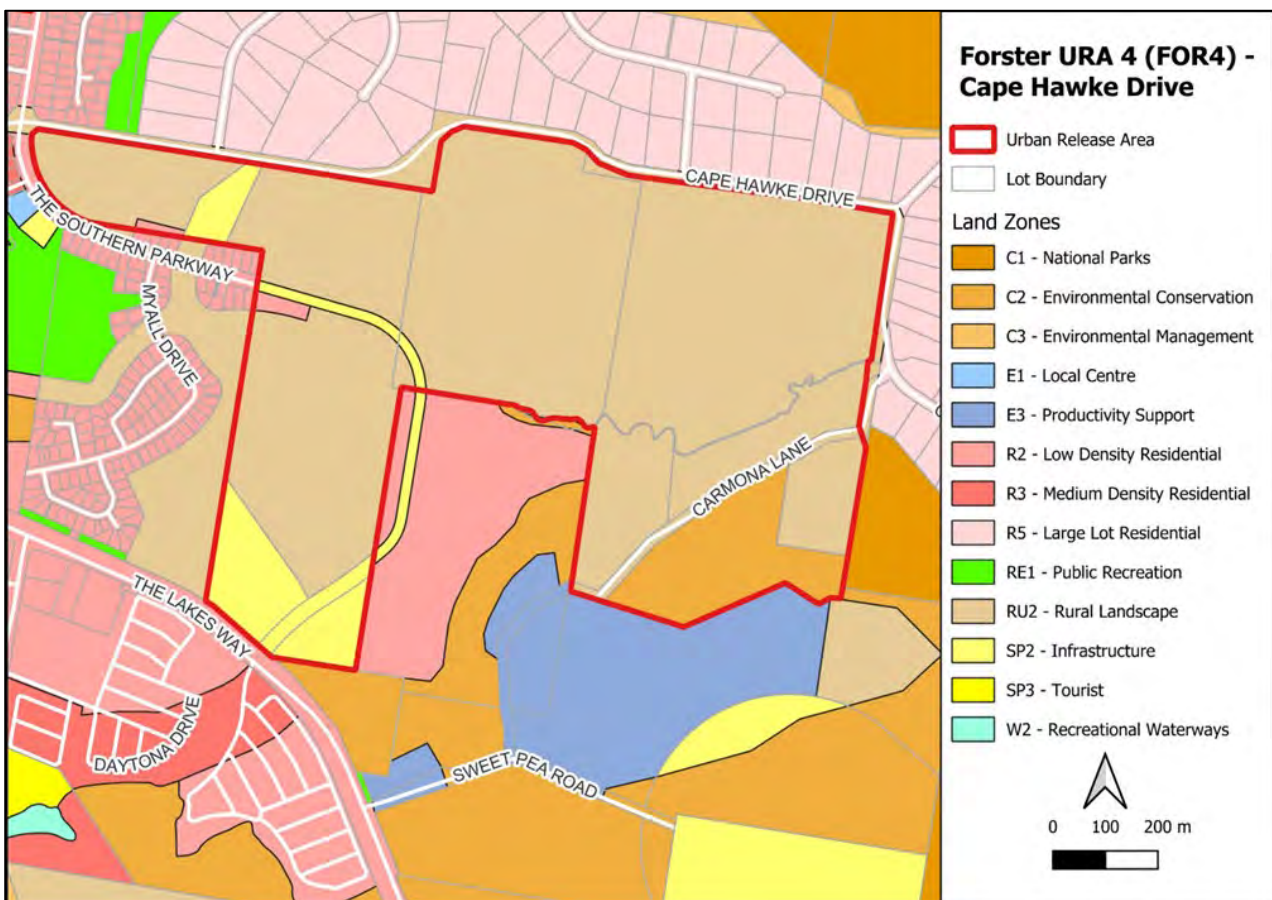 Forster URA 4 (FOR4) -
Cape Hawke Drive
Urban Release Area
Lot Boundary
Land Zones
C1 - National Parks
C2 - Environmental Conservation
C3 - Environmental Management
E1 - Local Centre
E3 - Productivity Support
R2 - Low Density Residential
R3 - Medium Density Residential
R5 - Large Lot Residential
RE1 - Public Recreation
RU2 - Rural Landscape
SP2 - Infrastructure
SP3 - Tourist
W2 - Recreational Waterways
0 100 200 m
CAPE HAWKE DRIVE
THE SOUTHERN PARKWAY
MYALL DRIVE
CARMONA LANE
THE LAKES WAY
DAYTONA DRIVE
SWEET PEA ROAD